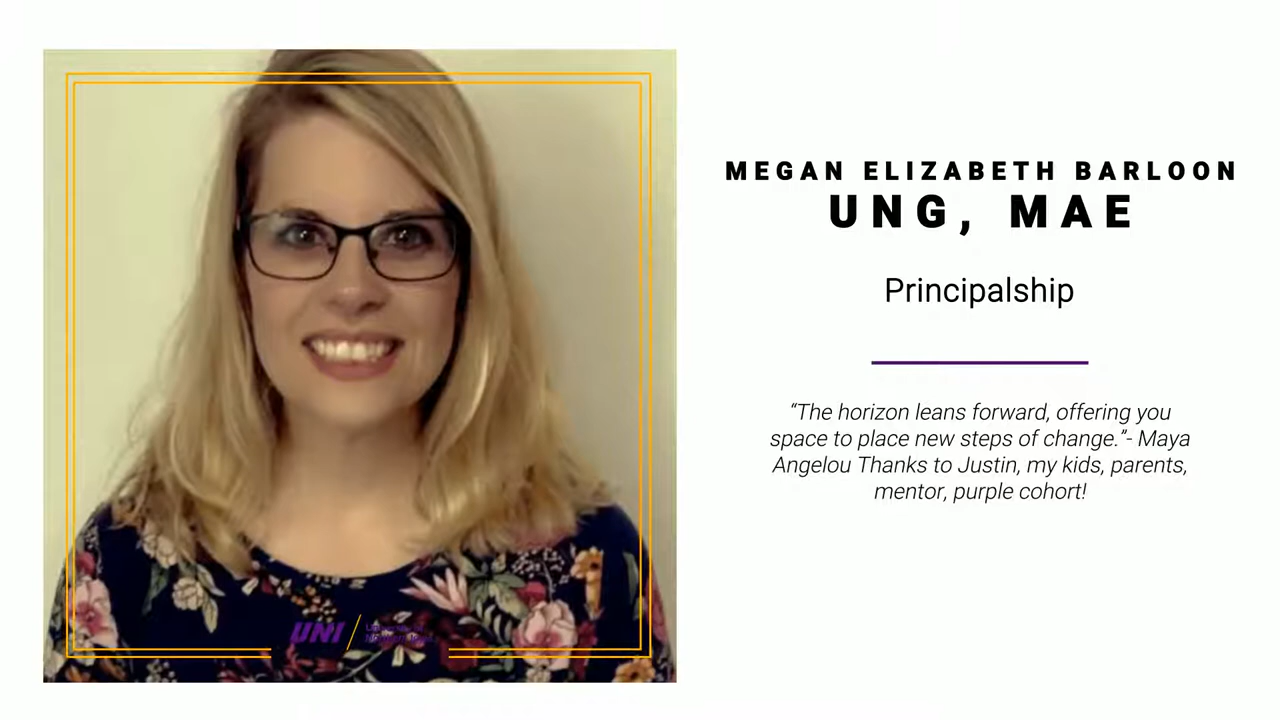 MEGAN ELIZABETH BARLOON
UNG, MAE
Principalship
“The horizon leans forward, offering you
space to place new steps of change.”- Maya
Angelou Thanks to Justin, my kids, parents,
mentor, purple cohort!
UNI